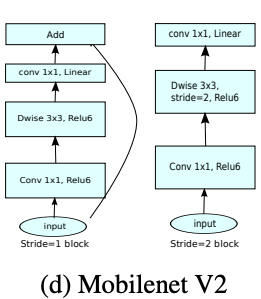 Add
conv 1x1, Linear
Dwise 3x3, Relu6
Conv 1x1, Relu6
input
Stride=1 block
conv 1x1, Linear
Dwise 3x3,
stride=2, Relu6
Conv 1x1, Relu6
input
Stride=2 block
(d) Mobilenet V2